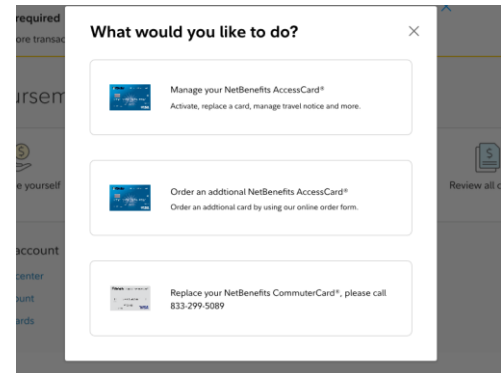 required
What would you like to do?
ore transac
Manage your NetBenefits AccessCard®
Activate, replace a card, manage travel notice and more.
ursem
Order an addtional NetBenefits AccessCard®
Order an addtional card by using our online order form.
e yourself
Review all c
account
center
ount
ards
Replace your NetBenefits CommuterCard®, please call
833-299-5089
VISA